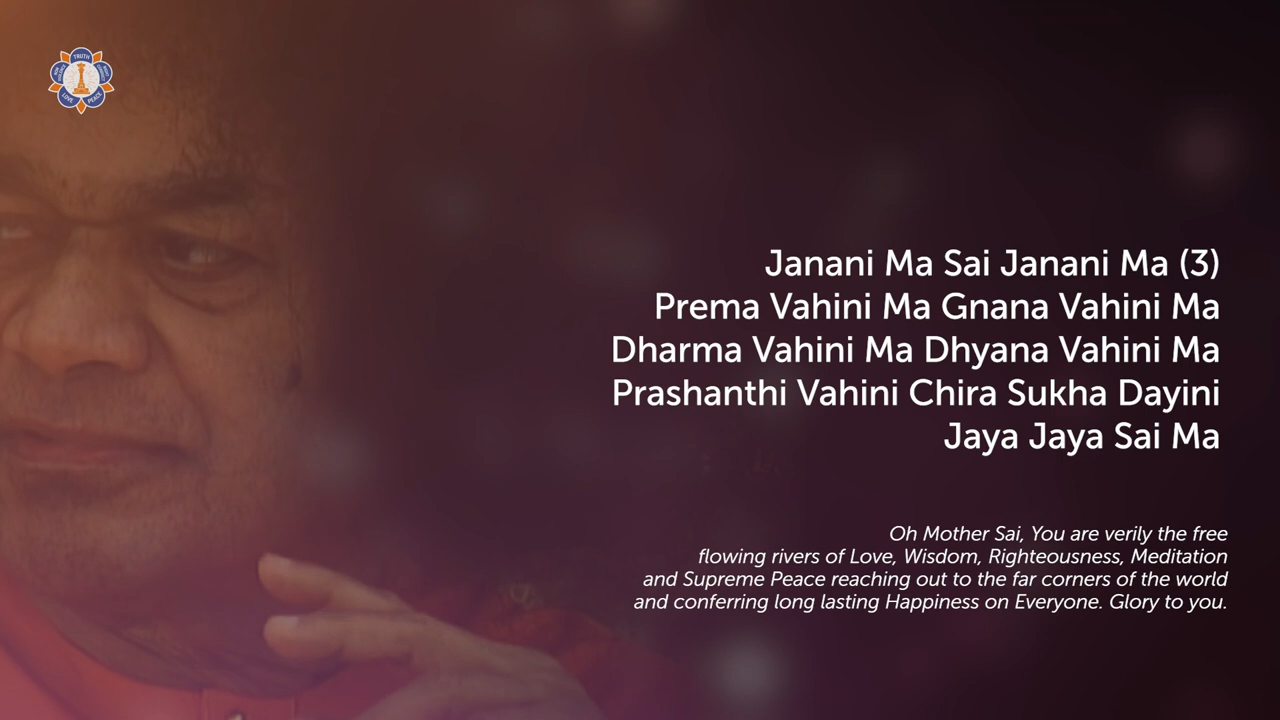 TRUTH
LOVE
PEACE
Janani Ma Sai Janani Ma (3)
Prema Vahini Ma Gnana Vahini Ma
Dharma Vahini Ma Dhyana Vahini Ma
Prashanthi Vahini Chira Sukha Dayini
Jaya Jaya Sai Ma
Oh Mother Sai, You are verily the free
flowing rivers of Love, Wisdom, Righteousness, Meditation
and Supreme Peace reaching out to the far corners of the world
and conferring long lasting Happiness on Everyone. Glory to you.